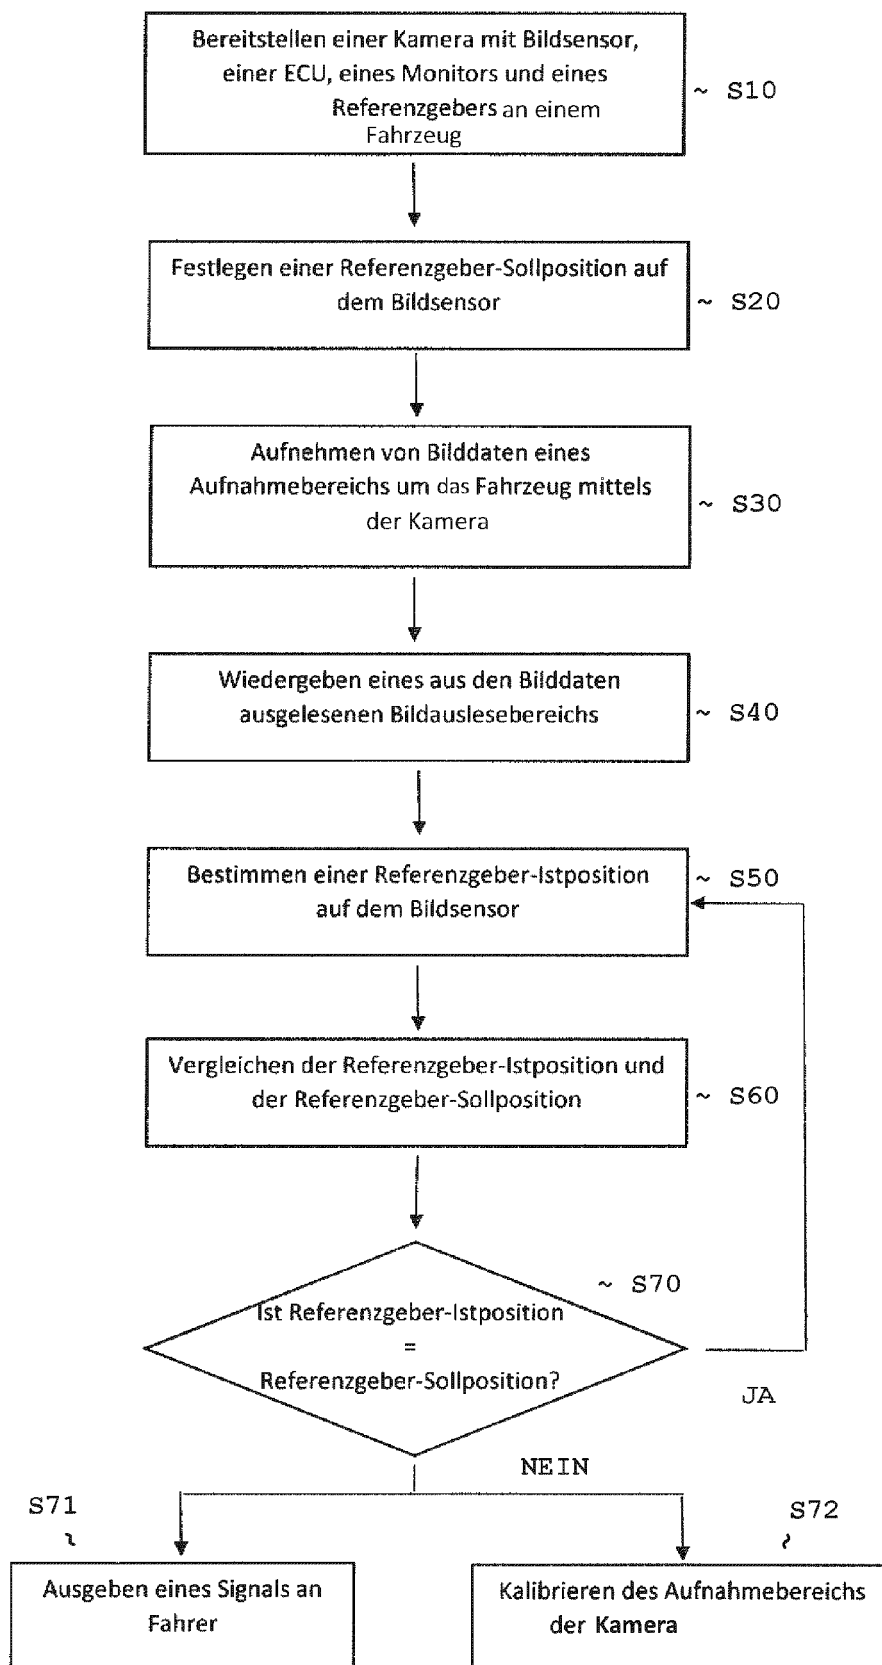 Bereitstellen einer Kamera mit Bildsensor,
einer ECU, eines Monitors und eines
Referenzgebers an einem
Fahrzeug
~ S10
Festlegen einer Referenzgeber-Sollposition auf
dem Bildsensor
~ S20
Aufnehmen von Bilddaten eines
Aufnahmebereichs um das Fahrzeug mittels
der Kamera
~ S30
Wiedergeben eines aus den Bilddaten
ausgelesenen Bildauslesebereichs
~ S40
Bestimmen einer Referenzgeber-Istposition
auf dem Bildsensor
~ S50
Vergleichen der Referenzgeber-Istposition und
der Referenzgeber-Sollposition
~ S60
~ S70
Ist Referenzgeber-Istposition
=
Referenzgeber-Sollposition?
JA
NEIN
S71
Ausgeben eines Signals an
Fahrer
S72
Kalibrieren des Aufnahmebereichs
der Kamera